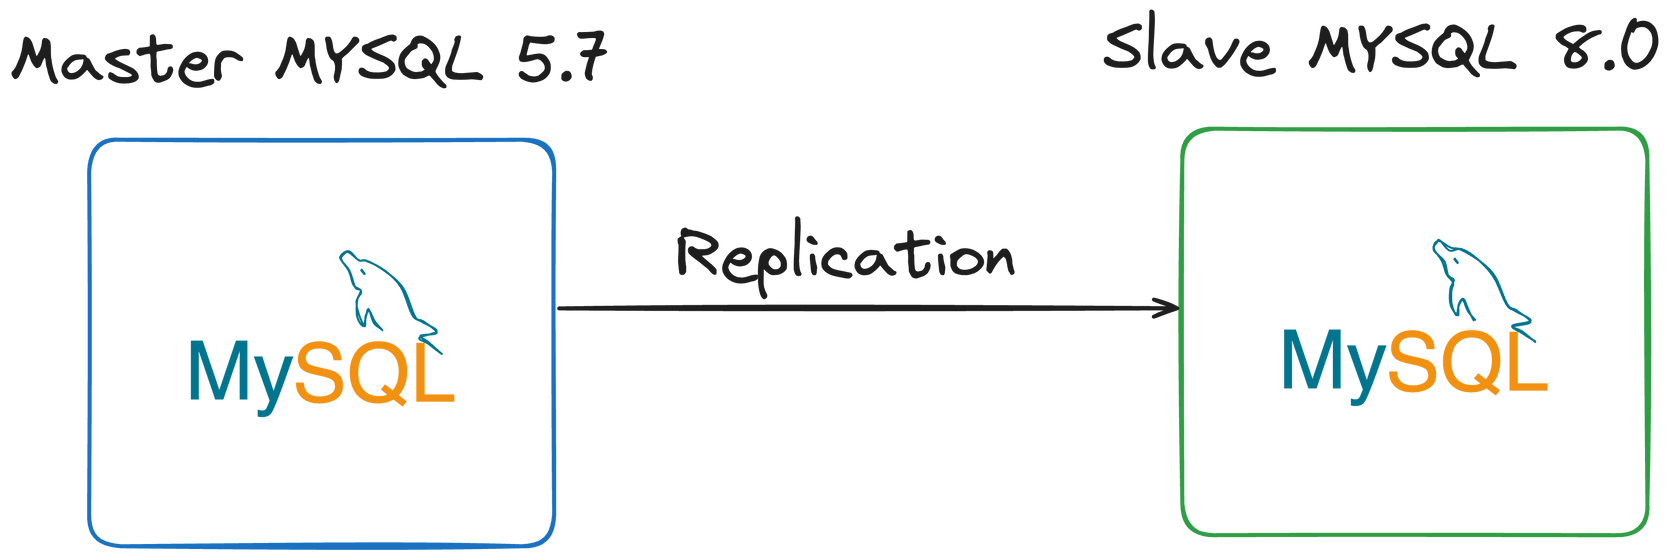 Master MYSQL 5.7
Slave MYSQL 8.0
Replication
MySQL
MySQL